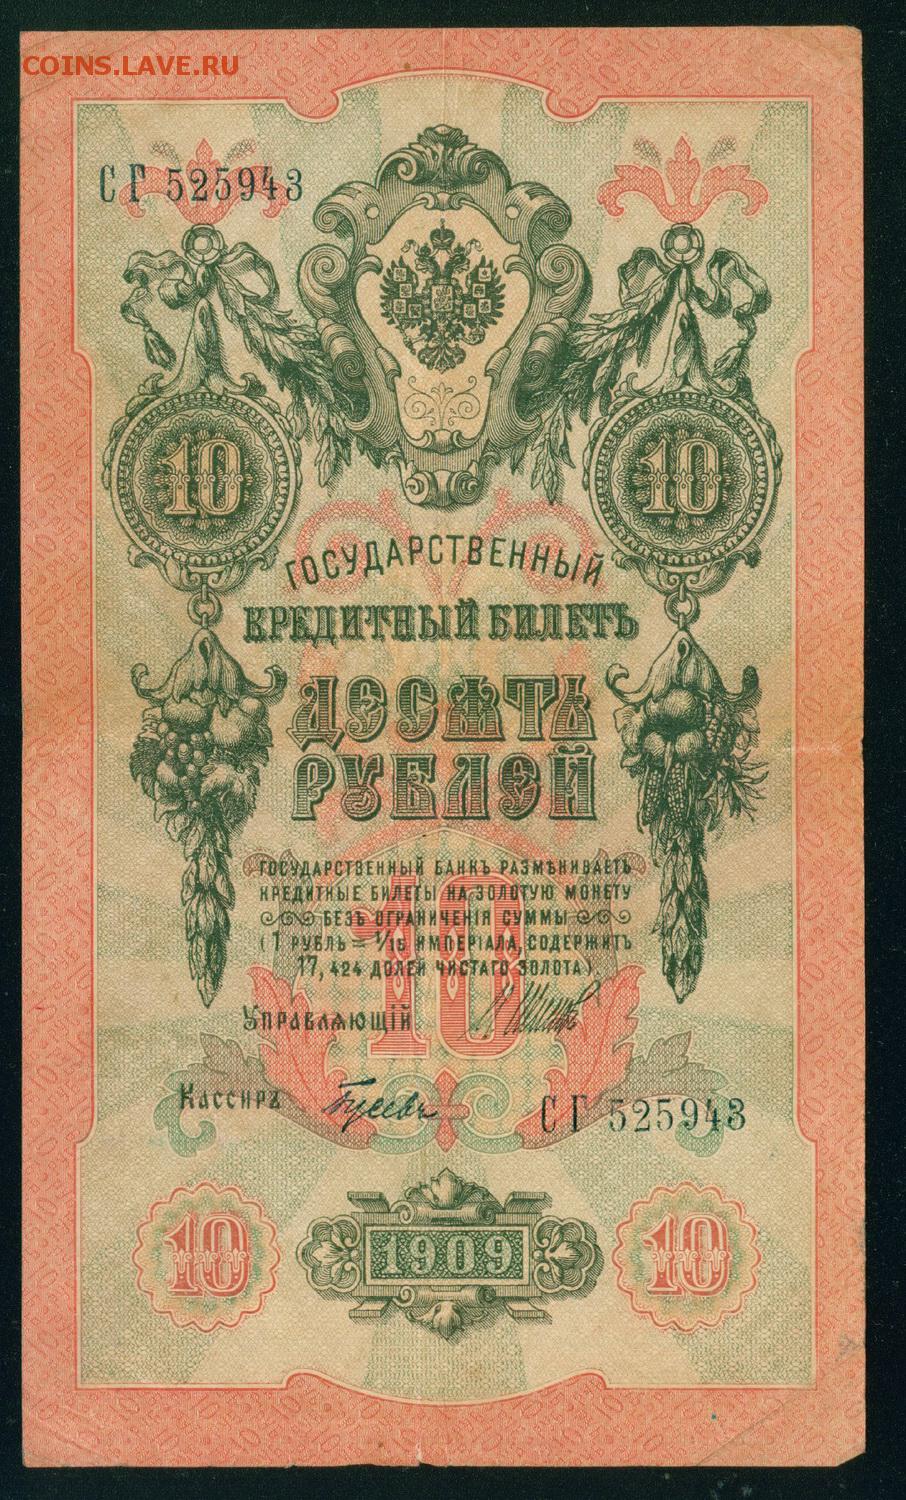 COINS.LAVE.RU
СГ 525943
10
10
ГОСУДАРСТВЕННЫЙ
КРЕДИТНЫЙ БИЛЕТЪ
ДЕСЯТЬ
РУБЛЕЙ
ГОСУДАРСТВЕННЫЙ БАНКЪ РАЗМѢНИВАЕТЪ
КРЕДИТНЫЕ БИЛЕТЫ НА ЗОЛОТУЮ МОНЕТУ
БЕЗЪ ОГРАНИЧЕНІЯ СУММЫ
(1 РУБЛЬ = 1/15 ИМПЕРІАЛА, СОДЕРЖИТЪ
17,424 ДОЛЕЙ ЧИСТАГО ЗОЛОТА).
10
Управляющій
Кассиръ
СГ 525943
10
1909
10